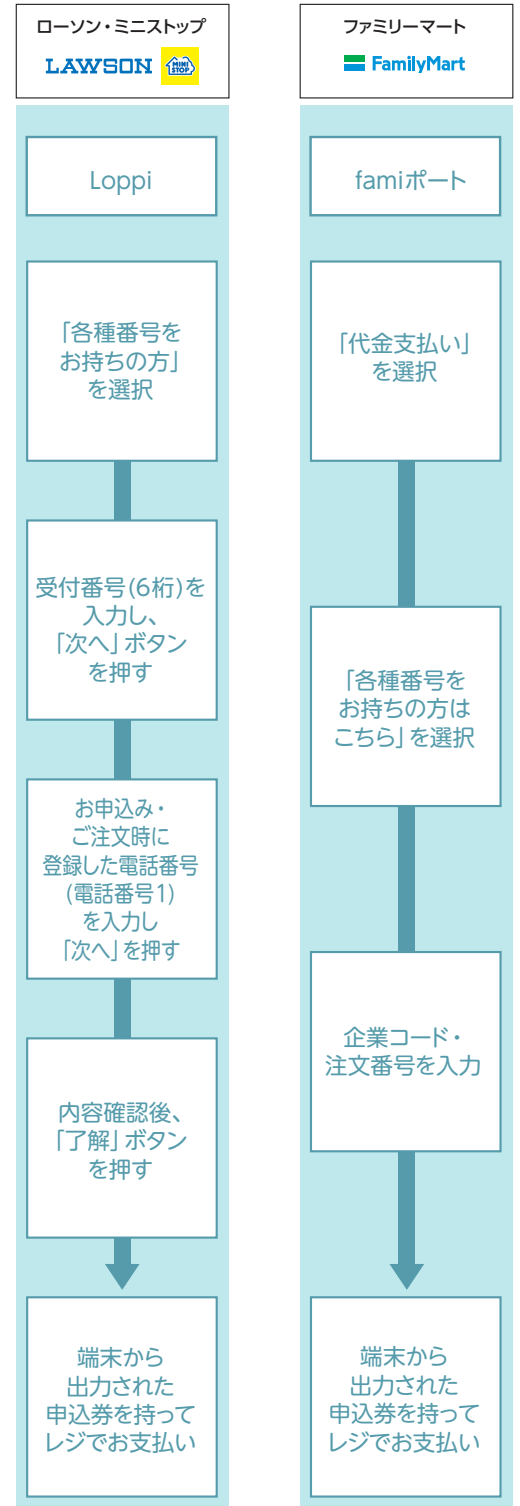 ローソン・ミニストップ
LAWSON
MINI
STOP
Loppi
「各種番号を
お持ちの方」
を選択
受付番号(6桁)を
入力し、
「次へ」ボタン
を押す
お申込み・
ご注文時に
登録した電話番号
(電話番号1)
を入力し
「次へ」を押す
内容確認後、
「了解」ボタン
を押す
端末から
出力された
申込券を持って
レジでお支払い
ファミリーマート
FamilyMart
famiポート
「代金支払い」
を選択
「各種番号を
お持ちの方は
こちら」を選択
企業コード・
注文番号を入力
端末から
出力された
申込券を持って
レジでお支払い